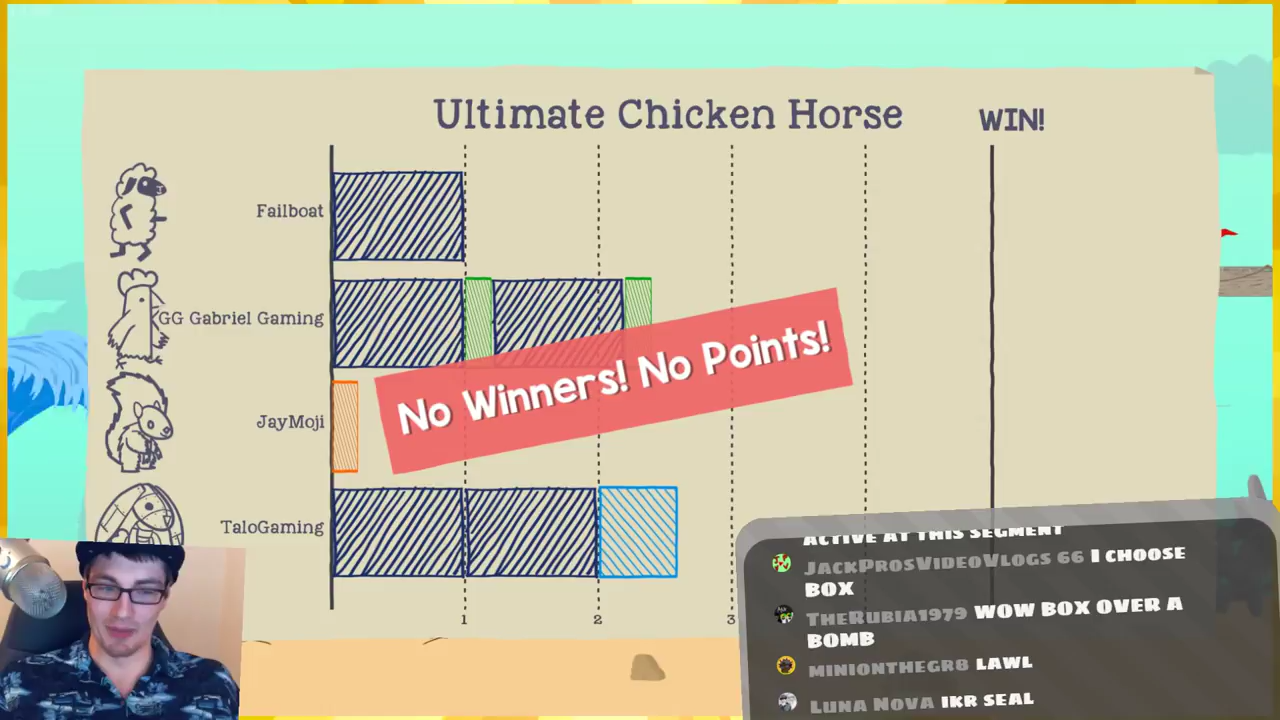 Ultimate Chicken Horse
WIN!
Failboat
GG Gabriel Gaming
JayMoji
TaloGaming
No Winners! No Points!
1
2
3
ACTIVE AT THIS SEGMENT
JACKPROSVIDEOVLOGS 66 I CHOOSE
BOX
THERUBIA1979 WOW BOX OVER A
BOMB
MINIONTHEGR8 LAWL
LUNA NOVA IKR SEAL